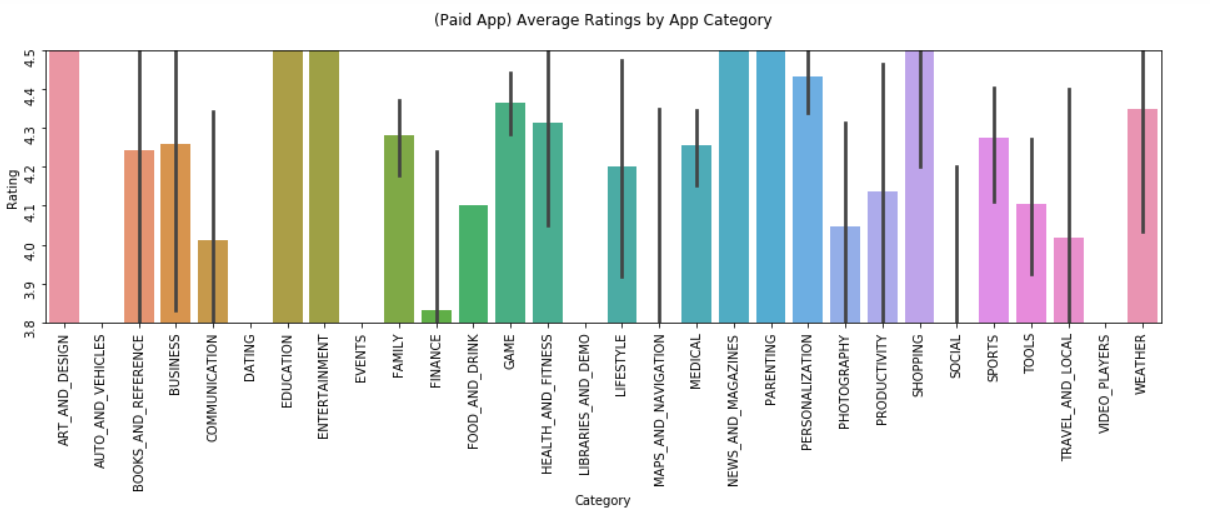 (Paid App) Average Ratings by App Category
Rating
4.5
4.4
4.3
4.2
4.1
4.0
3.9
3.8
ART_AND_DESIGN
AUTO_AND_VEHICLES
BOOKS_AND_REFERENCE
BUSINESS
COMMUNICATION
DATING
EDUCATION
ENTERTAINMENT
EVENTS
FAMILY
FINANCE
FOOD_AND_DRINK
GAME
HEALTH_AND_FITNESS
LIBRARIES_AND_DEMO
LIFESTYLE
MAPS_AND_NAVIGATION
MEDICAL
NEWS_AND_MAGAZINES
PARENTING
PERSONALIZATION
PHOTOGRAPHY
PRODUCTIVITY
SHOPPING
SOCIAL
SPORTS
TOOLS
TRAVEL_AND_LOCAL
VIDEO_PLAYERS
WEATHER
Category